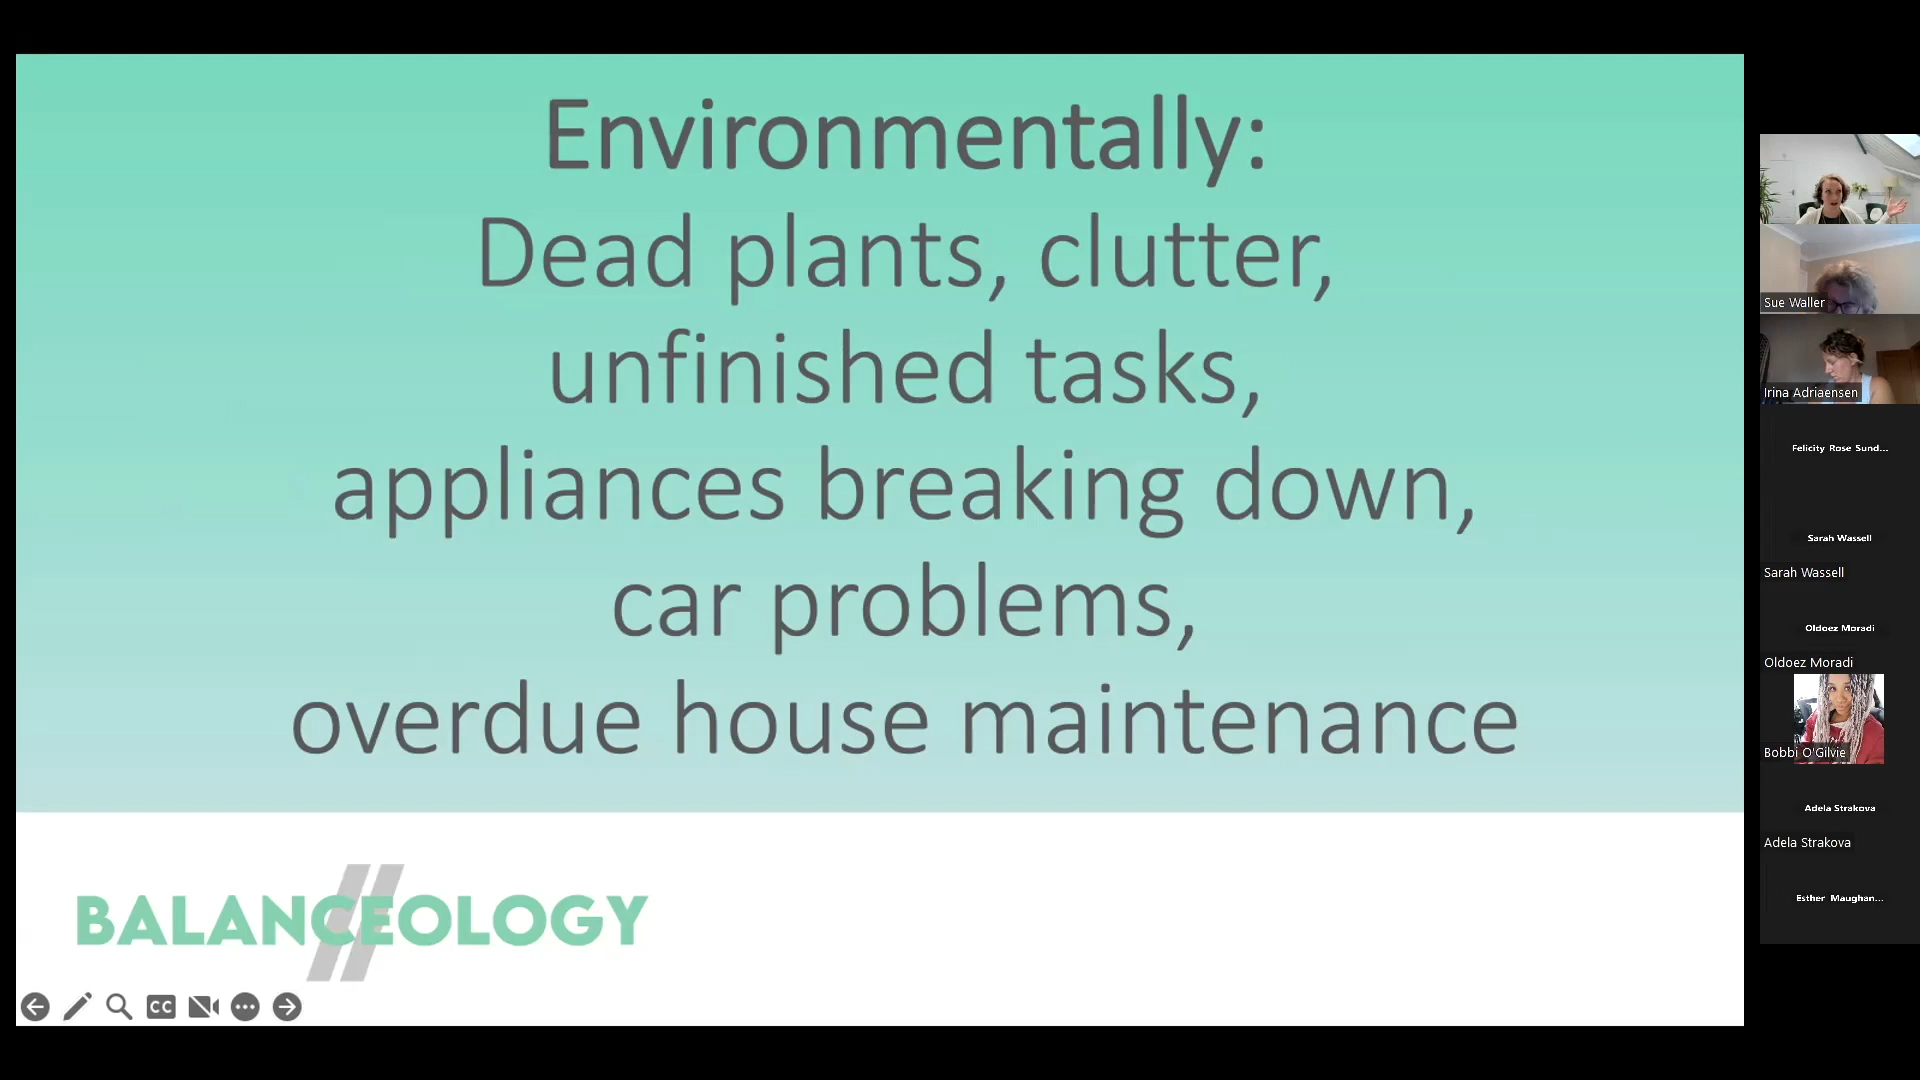 Environmentally:
Dead plants, clutter,
unfinished tasks,
appliances breaking down,
car problems,
overdue house maintenance
BALANCEOLOGY
CC
Sue Waller
Irina Adriaensen
Felicity Rose Sund...
Sarah Wassell
Sarah Wassell
Oldoez Moradi
Oldoez Moradi
Bobbi O'Gilvie
Adela Strakova
Adela Strakova
Esther Maughan...